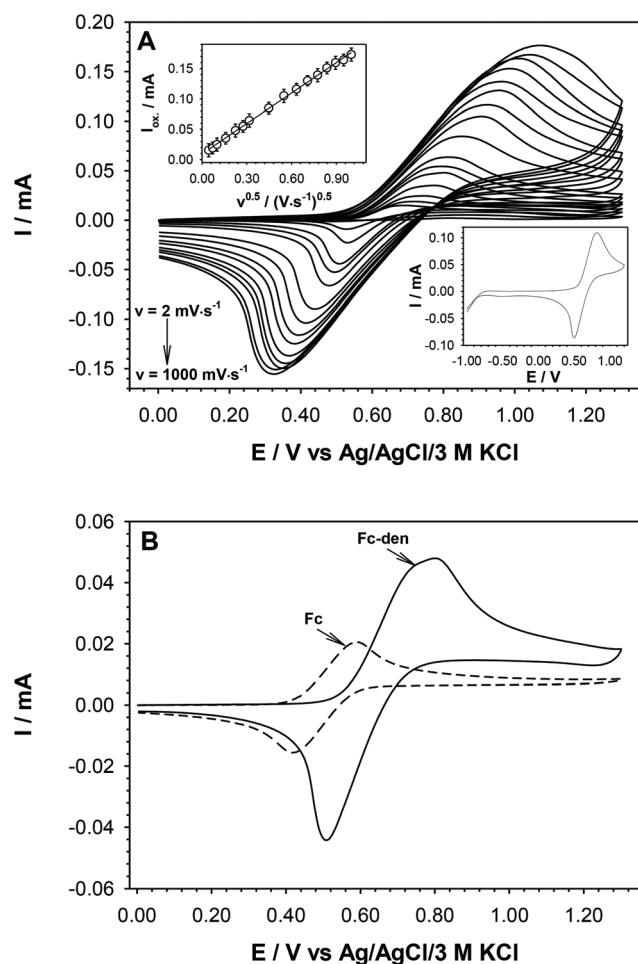 A
0.20
0.15
0.10
0.05
0.00
-0.05
-0.10
-0.15
I / mA
0.15
0.10
0.05
0.00
I ox. / mA
0.00 0.30 0.60 0.90
v^0.5 / (V·s^-1)^0.5
0.10
0.05
0.00
-0.05
-0.10
I / mA
-1.00 0.00 0.50 1.00
E / V
v = 2 mV·s^-1
v = 1000 mV·s^-1
0.00 0.20 0.40 0.60 0.80 1.00 1.20
E / V vs Ag/AgCl/3 M KCl
B
Fc-den
Fc
0.06
0.04
0.02
0.00
-0.02
-0.04
-0.06
I / mA
0.00 0.20 0.40 0.60 0.80 1.00 1.20
E / V vs Ag/AgCl/3 M KCl